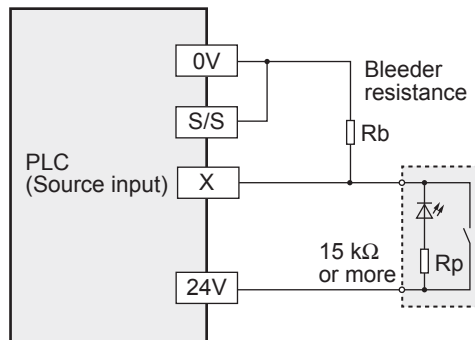 0V
Bleeder
resistance
S/S
Rb
PLC
(Source input)
X
15 kΩ
or more
Rp
24V